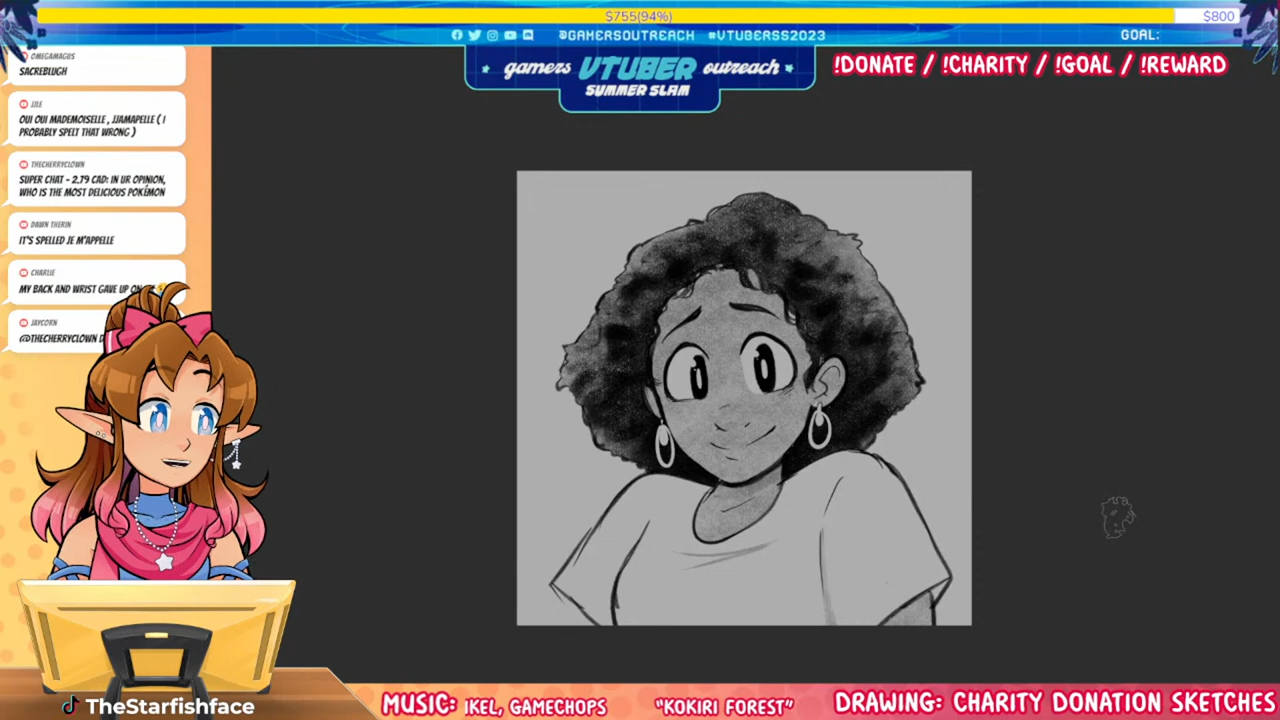 $755(94%)
$800
@GAMERSOUTREACH #VTUBERSS2023
GOAL:
gamers VTUBER outreach
SUMMER SLAM
!DONATE / !CHARITY / !GOAL / !REWARD
OMEGAMAGUS
SACREBLUGH
JJLE
OUI OUI MADEMOISELLE , JJAMAPELLE ( I
PROBABLY SPELT THAT WRONG )
THECHERRYCLOWN
SUPER CHAT - 2.79 CAD: IN UR OPINION,
WHO IS THE MOST DELICIOUS POKÉMON
DAWN THERIN
IT'S SPELLED JE M'APPELLE
CHARLIE
MY BACK AND WRIST GAVE UP
JAYCORN
@THECHERRYCLOWN
TheStarfishface
MUSIC: IKEL, GAMECHOPS "KOKIRI FOREST"
DRAWING: CHARITY DONATION SKETCHES